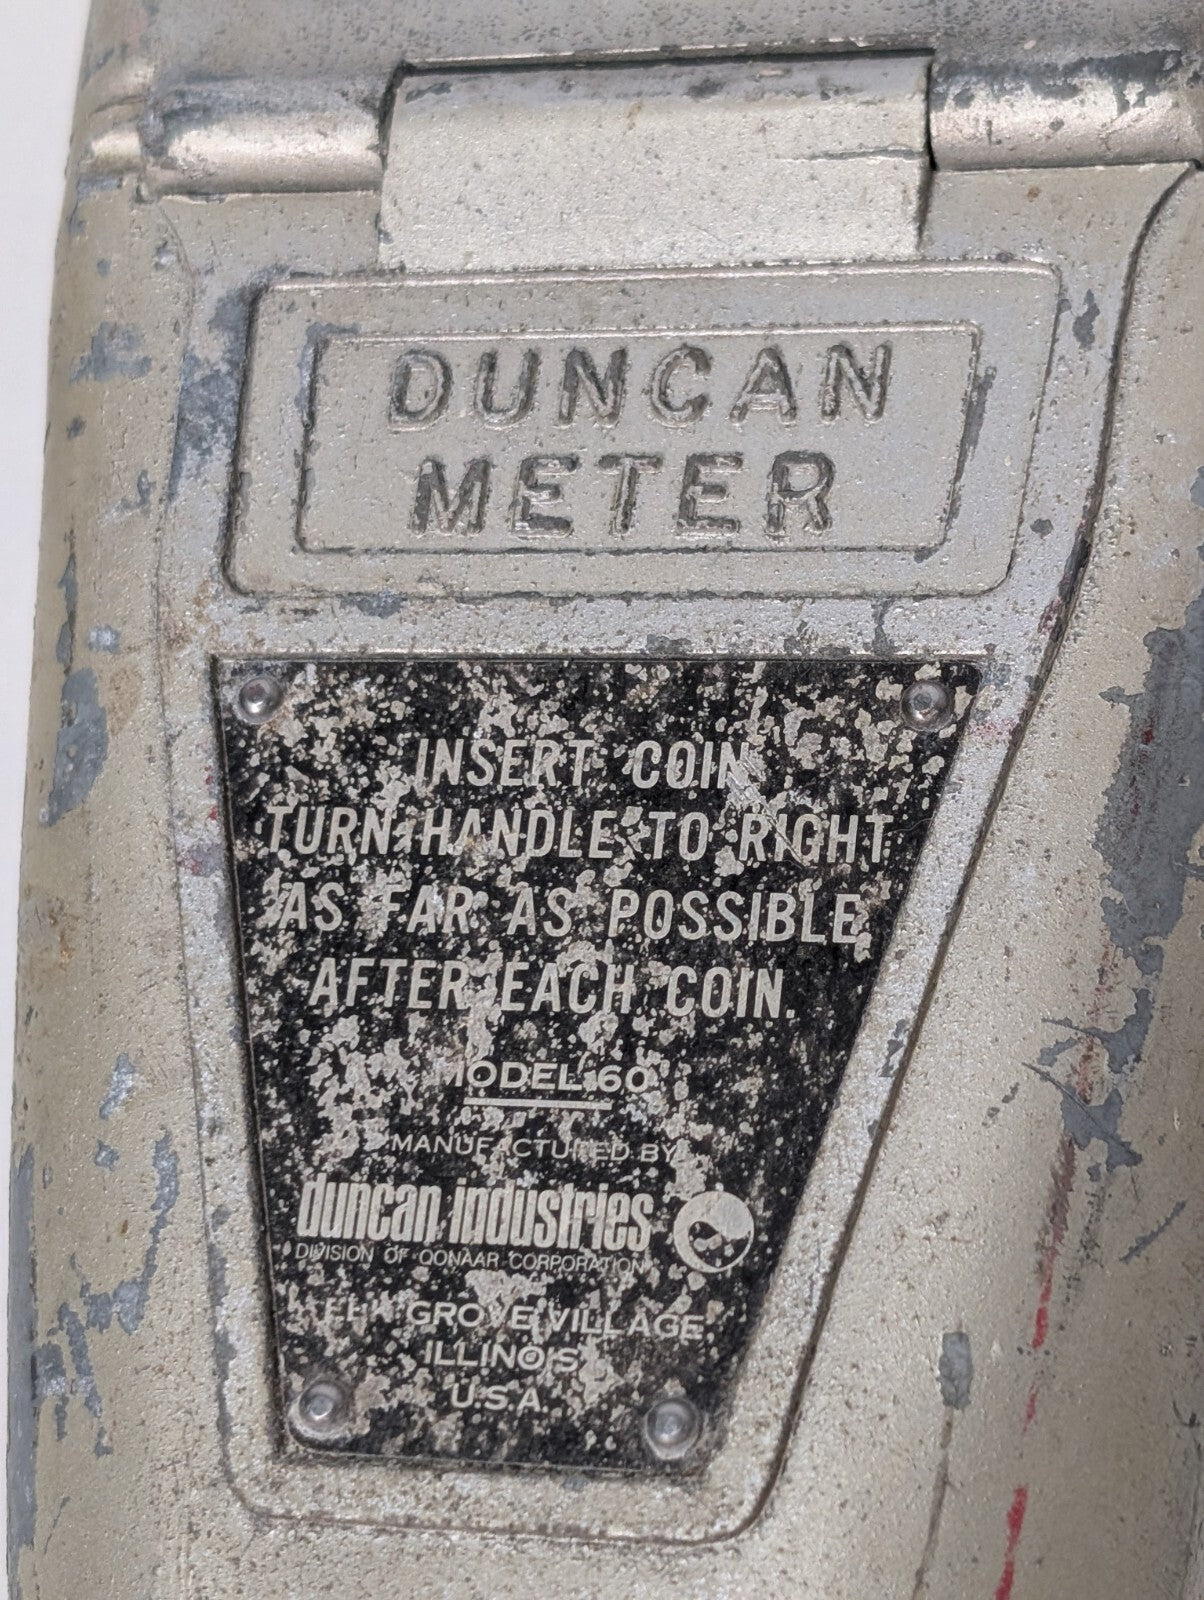 DUNCAN
METER
INSERT COIN
TURN HANDLE TO RIGHT
AS FAR AS POSSIBLE
AFTER EACH COIN.
MODEL 60
MANUFACTURED BY
duncan industries
DIVISION OF QONAAR CORPORATION
ELK GROVE VILLAGE,
ILLINOIS
U.S.A.